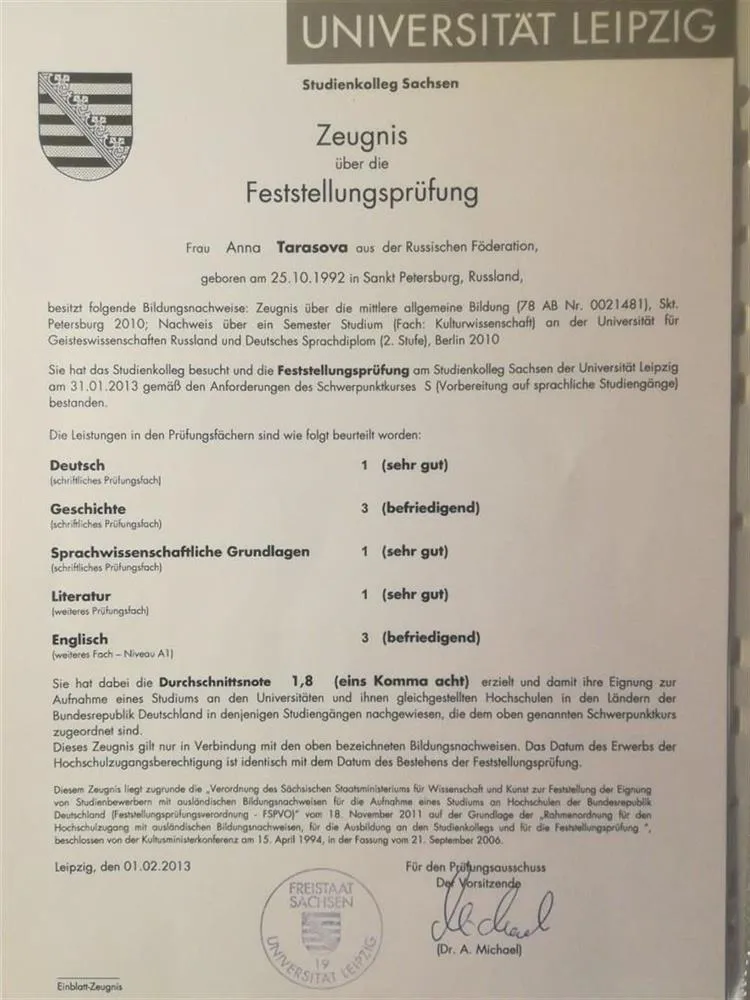 UNIVERSITÄT LEIPZIG
Studienkolleg Sachsen
Zeugnis
über die
Feststellungsprüfung
Frau Anna Tarasova aus der Russischen Föderation,
geboren am 25.10.1992 in Sankt Petersburg, Russland,
besitzt folgende Bildungsnachweise: Zeugnis über die mittlere allgemeine Bildung (78 AB Nr. 0021481), Skt.
Petersburg 2010; Nachweis über ein Semester Studium (Fach: Kulturwissenschaft) an der Universität für
Geisteswissenschaften Russland und Deutsches Sprachdiplom (2. Stufe), Berlin 2010
Sie hat das Studienkolleg besucht und die Feststellungsprüfung am Studienkolleg Sachsen der Universität Leipzig
am 31.01.2013 gemäß den Anforderungen des Schwerpunktkurses S (Vorbereitung auf sprachliche Studiengänge)
bestanden.
Die Leistungen in den Prüfungsfächern sind wie folgt beurteilt worden:
Deutsch 1 (sehr gut)
(schriftliches Prüfungsfach)
Geschichte 3 (befriedigend)
(schriftliches Prüfungsfach)
Sprachwissenschaftliche Grundlagen 1 (sehr gut)
(schriftliches Prüfungsfach)
Literatur 1 (sehr gut)
(weiteres Prüfungsfach)
Englisch 3 (befriedigend)
(weiteres Fach – Niveau A1)
Sie hat dabei die Durchschnittsnote 1,8 (eins Komma acht) erzielt und damit ihre Eignung zur
Aufnahme eines Studiums an den Universitäten und ihnen gleichgestellten Hochschulen in den Ländern der
Bundesrepublik Deutschland in denjenigen Studiengängen nachgewiesen, die dem oben genannten Schwerpunktkurs
zugeordnet sind.
Dieses Zeugnis gilt nur in Verbindung mit den oben bezeichneten Bildungsnachweisen. Das Datum des Erwerbs der
Hochschulzugangsberechtigung ist identisch mit dem Datum des Bestehens der Feststellungsprüfung.
Diesem Zeugnis liegt zugrunde die „Verordnung des Sächsischen Staatsministeriums für Wissenschaft und Kunst zur Feststellung der Eignung
von Studienbewerbern mit ausländischen Bildungsnachweisen für die Aufnahme eines Studiums an Hochschulen der Bundesrepublik
Deutschland (Feststellungsprüfungsverordnung - FSPVO)" vom 18. November 2011 auf der Grundlage der „Rahmenordnung für den
Hochschulzugang mit ausländischen Bildungsnachweisen, für die Ausbildung an den Studienkollegs und für die Feststellungsprüfung ",
beschlossen von der Kultusministerkonferenz am 15. April 1994, in der Fassung vom 21. September 2006.
Leipzig, den 01.02.2013
Für den Prüfungsausschuss
Der Vorsitzende
Michael
(Dr. A. Michael)
FREISTAAT
SACHSEN
19
UNIVERSITÄT LEIPZIG
Einblatt-Zeugnis